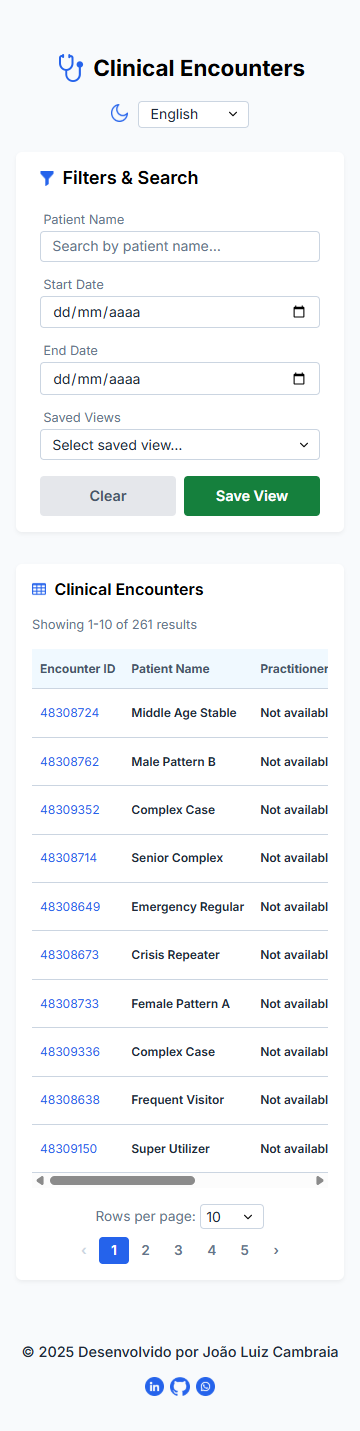 Clinical Encounters
English
Filters & Search
Patient Name
Search by patient name...
Start Date
dd/mm/aaaa
End Date
dd/mm/aaaa
Saved Views
Select saved view...
Clear Save View
Clinical Encounters
Showing 1-10 of 261 results
Encounter ID Patient Name Practitioner
48308724 Middle Age Stable Not availabl
48308762 Male Pattern B Not availabl
48309352 Complex Case Not availabl
48308714 Senior Complex Not availabl
48308649 Emergency Regular Not availabl
48308673 Crisis Repeater Not availabl
48308733 Female Pattern A Not availabl
48309336 Complex Case Not availabl
48308638 Frequent Visitor Not availabl
48309150 Super Utilizer Not availabl
Rows per page: 10
‹ 1 2 3 4 5 ›
© 2025 Desenvolvido por João Luiz Cambraia